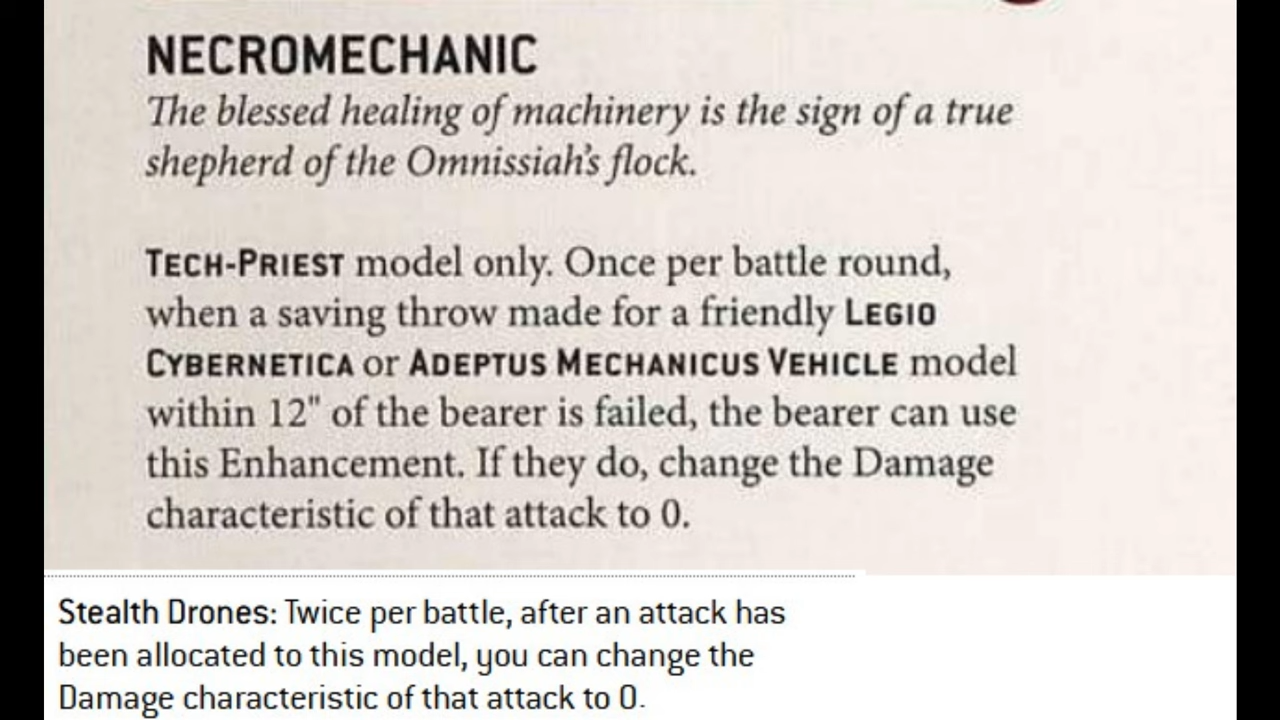 NECROMECHANIC
The blessed healing of machinery is the sign of a true
shepherd of the Omnissiah's flock.
TECH-PRIEST model only. Once per battle round,
when a saving throw made for a friendly LEGIO
CYBERNETICA or ADEPTUS MECHANICUS VEHICLE model
within 12" of the bearer is failed, the bearer can use
this Enhancement. If they do, change the Damage
characteristic of that attack to 0.
Stealth Drones: Twice per battle, after an attack has
been allocated to this model, you can change the
Damage characteristic of that attack to 0.